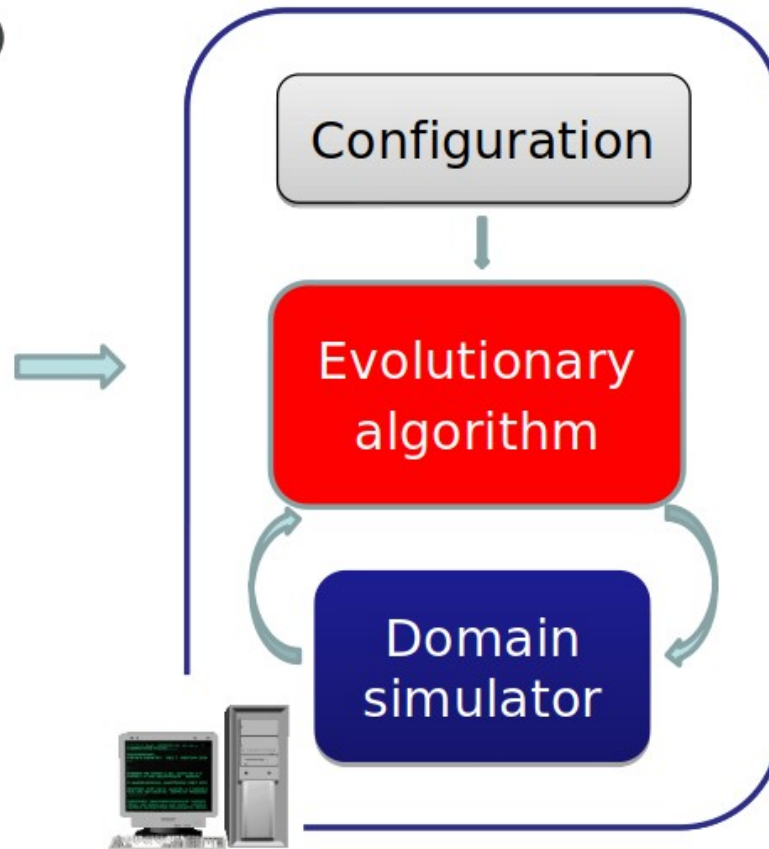 Configuration
Evolutionary
algorithm
Domain
simulator